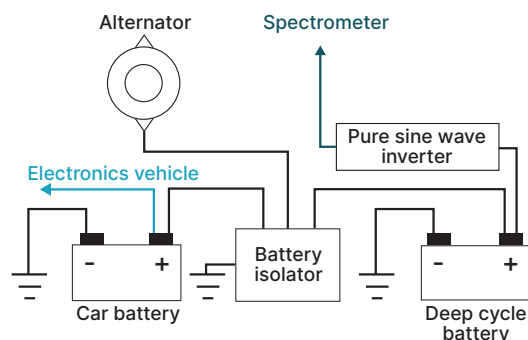 Alternator
Spectrometer
Pure sine wave
inverter
Electronics vehicle
Battery
isolator
- +
Car battery
- +
Deep cycle
battery